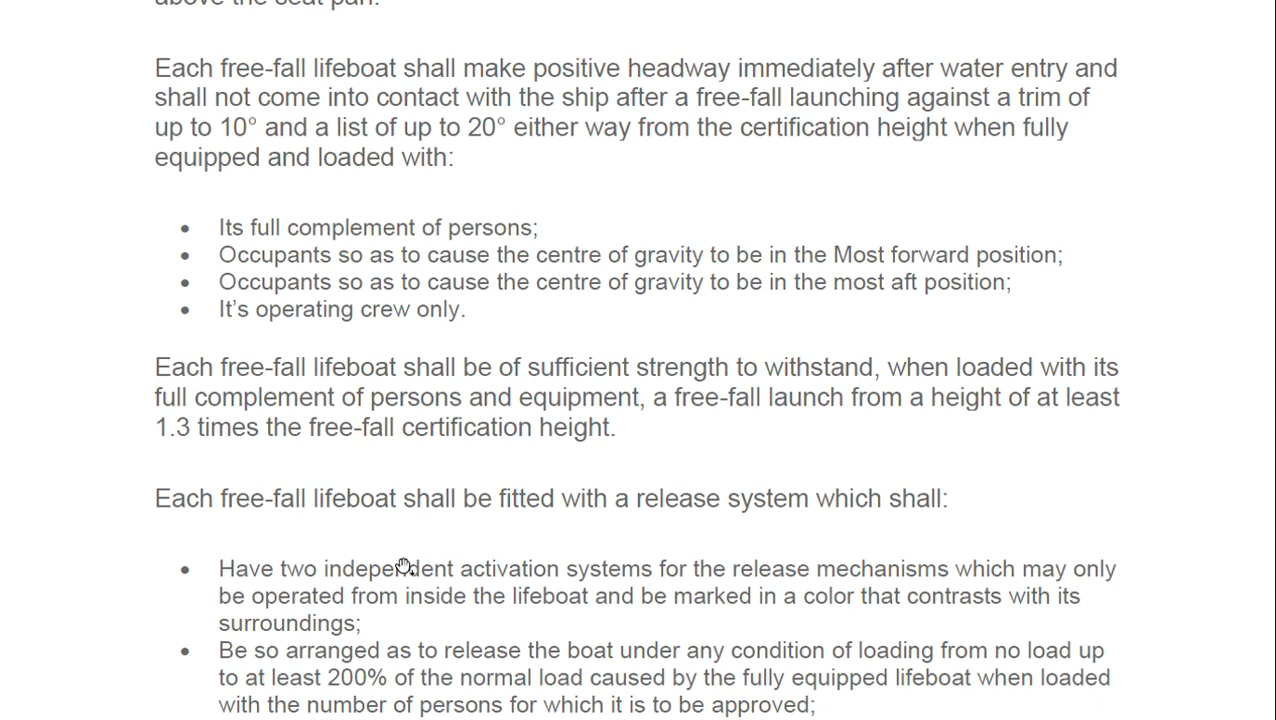 above the seat pan.
Each free-fall lifeboat shall make positive headway immediately after water entry and
shall not come into contact with the ship after a free-fall launching against a trim of
up to 10° and a list of up to 20° either way from the certification height when fully
equipped and loaded with:
• Its full complement of persons;
• Occupants so as to cause the centre of gravity to be in the Most forward position;
• Occupants so as to cause the centre of gravity to be in the most aft position;
• It’s operating crew only.
Each free-fall lifeboat shall be of sufficient strength to withstand, when loaded with its
full complement of persons and equipment, a free-fall launch from a height of at least
1.3 times the free-fall certification height.
Each free-fall lifeboat shall be fitted with a release system which shall:
• Have two independent activation systems for the release mechanisms which may only
be operated from inside the lifeboat and be marked in a color that contrasts with its
surroundings;
• Be so arranged as to release the boat under any condition of loading from no load up
to at least 200% of the normal load caused by the fully equipped lifeboat when loaded
with the number of persons for which it is to be approved;